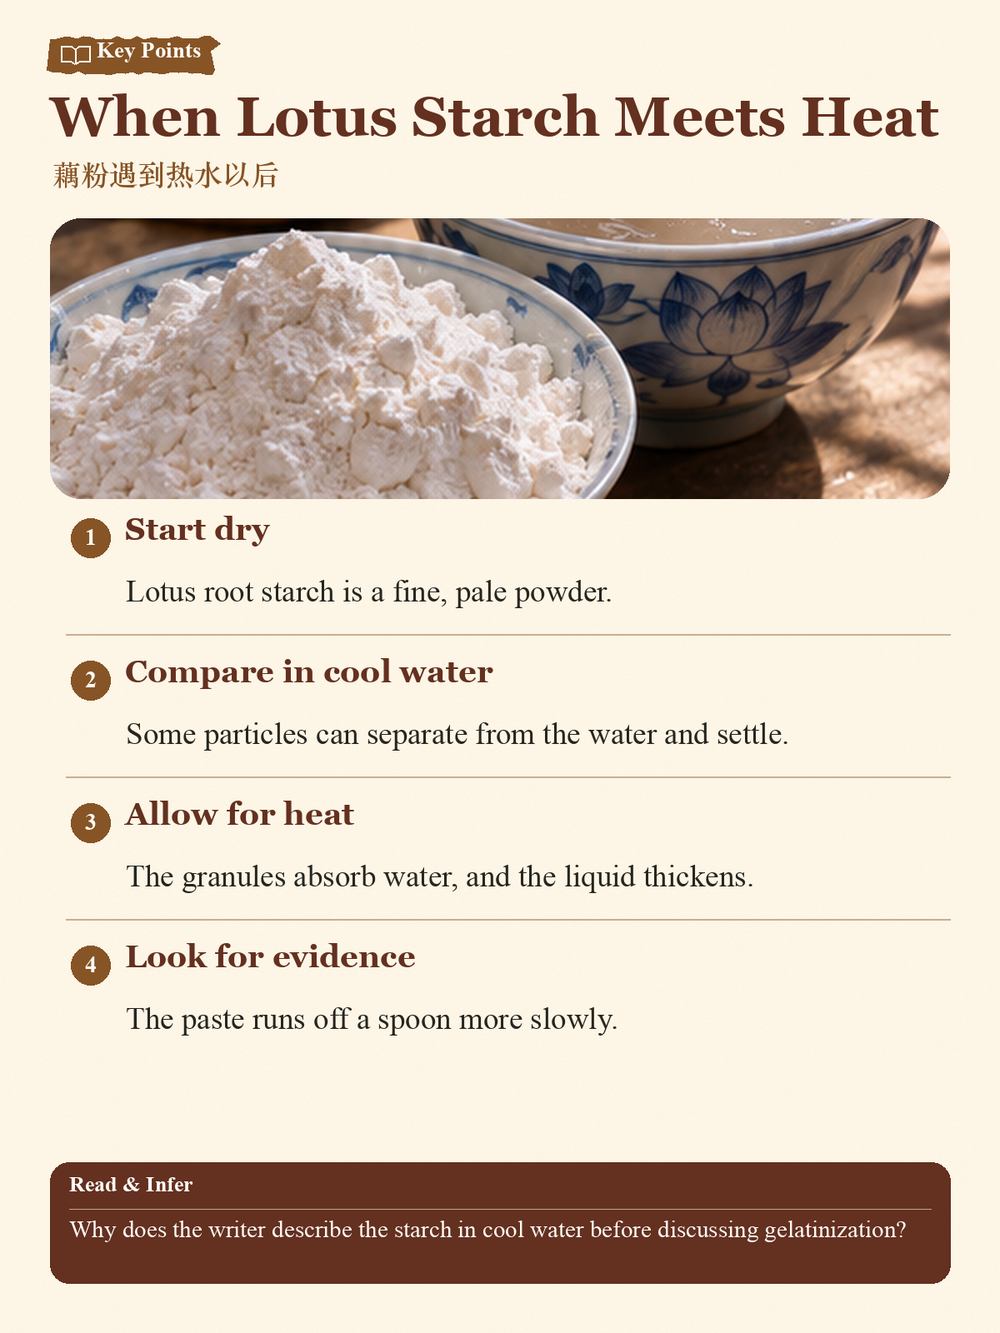 Key Points
When Lotus Starch Meets Heat
藕粉遇到热水以后
1 Start dry
Lotus root starch is a fine, pale powder.
2 Compare in cool water
Some particles can separate from the water and settle.
3 Allow for heat
The granules absorb water, and the liquid thickens.
4 Look for evidence
The paste runs off a spoon more slowly.
Read & Infer
Why does the writer describe the starch in cool water before discussing gelatinization?